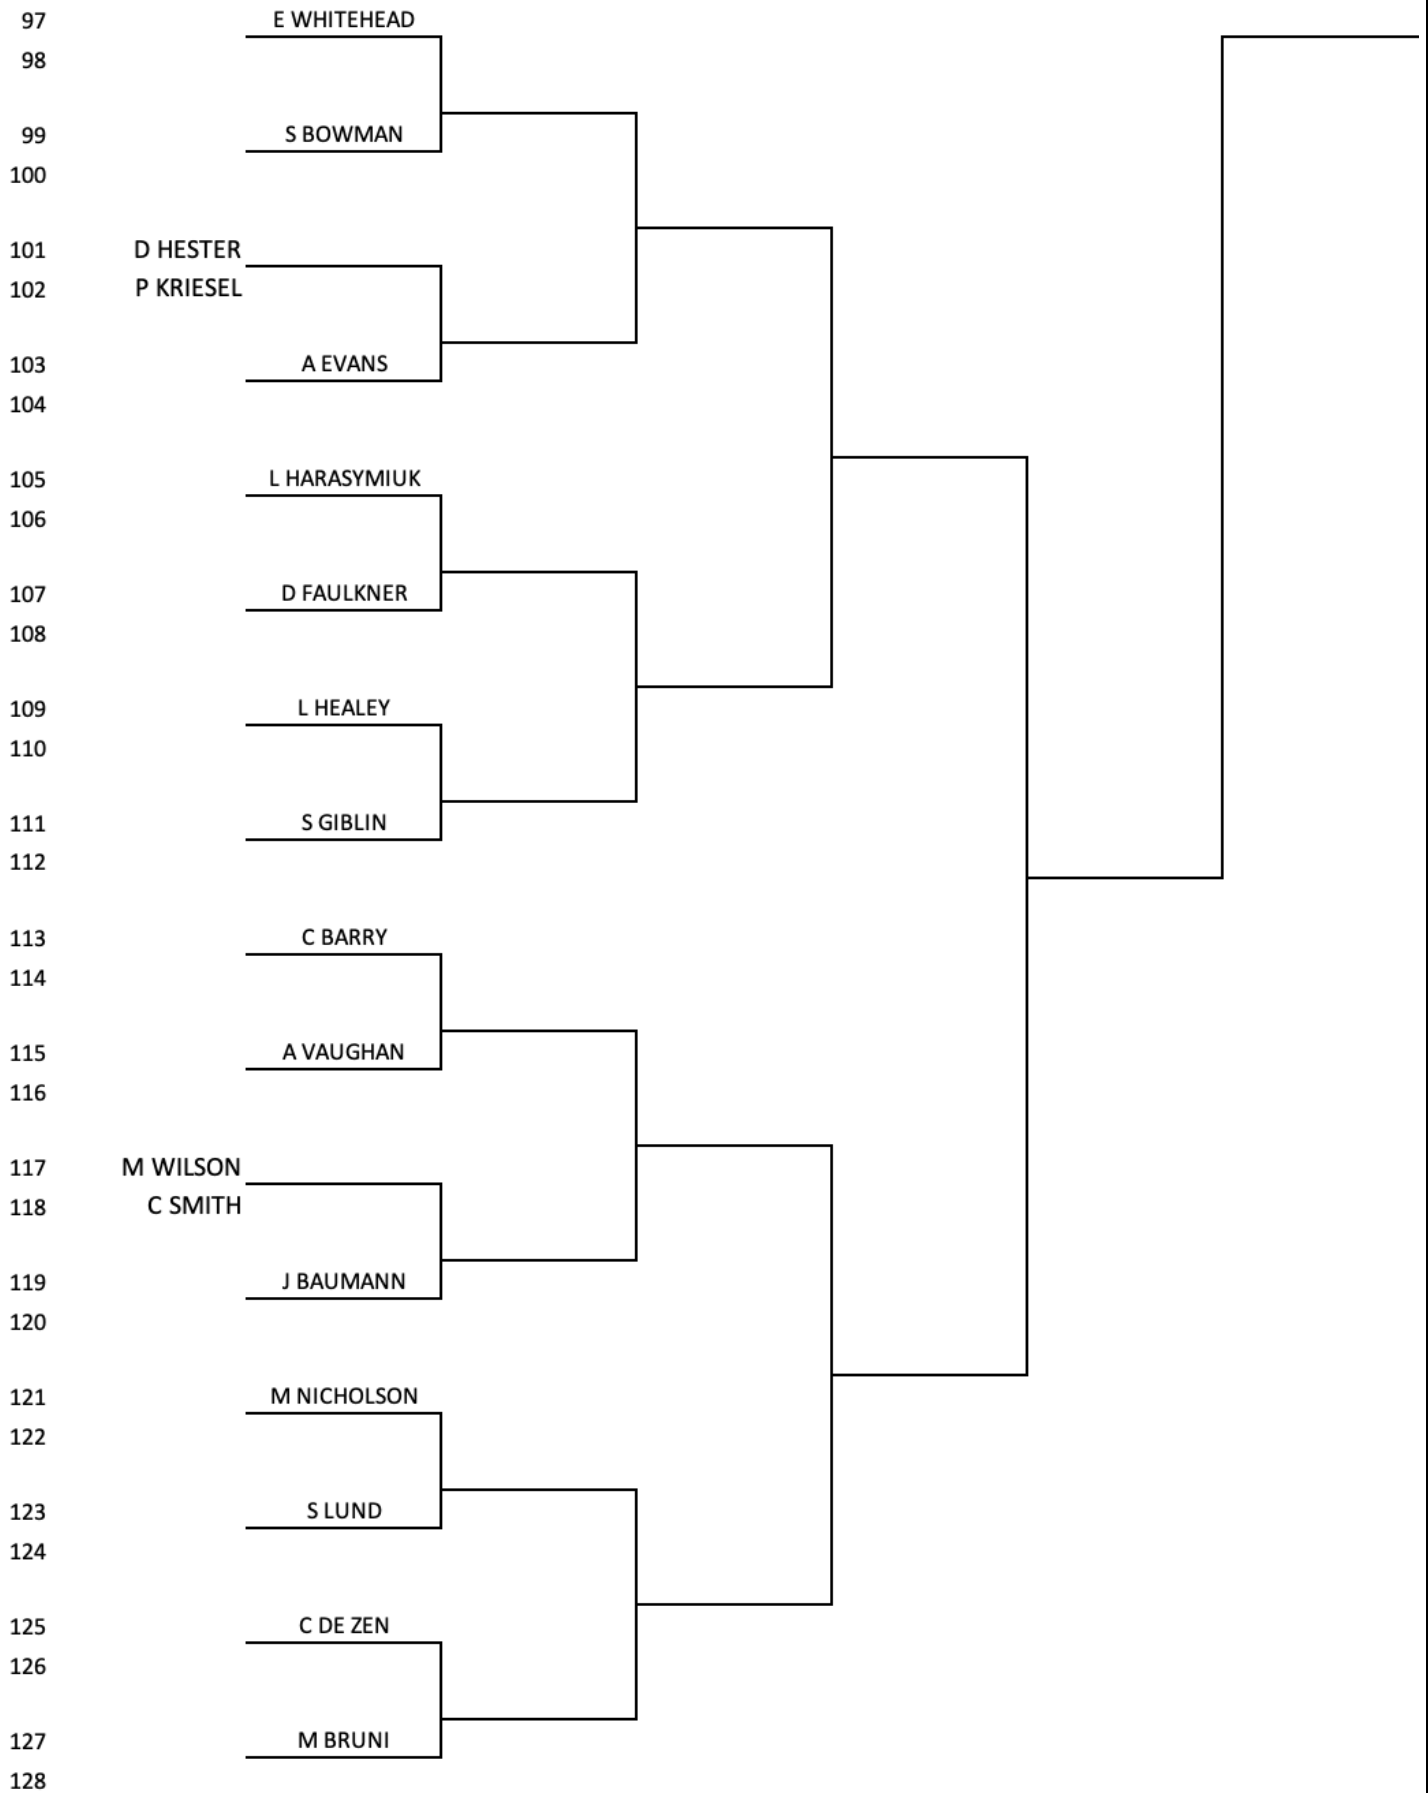 97 E WHITEHEAD
98
99 S BOWMAN
100
101 D HESTER
102 P KRIESEL
103 A EVANS
104
105 L HARASYMIUK
106
107 D FAULKNER
108
109 L HEALEY
110
111 S GIBLIN
112
113 C BARRY
114
115 A VAUGHAN
116
117 M WILSON
118 C SMITH
119 J BAUMANN
120
121 M NICHOLSON
122
123 S LUND
124
125 C DE ZEN
126
127 M BRUNI
128